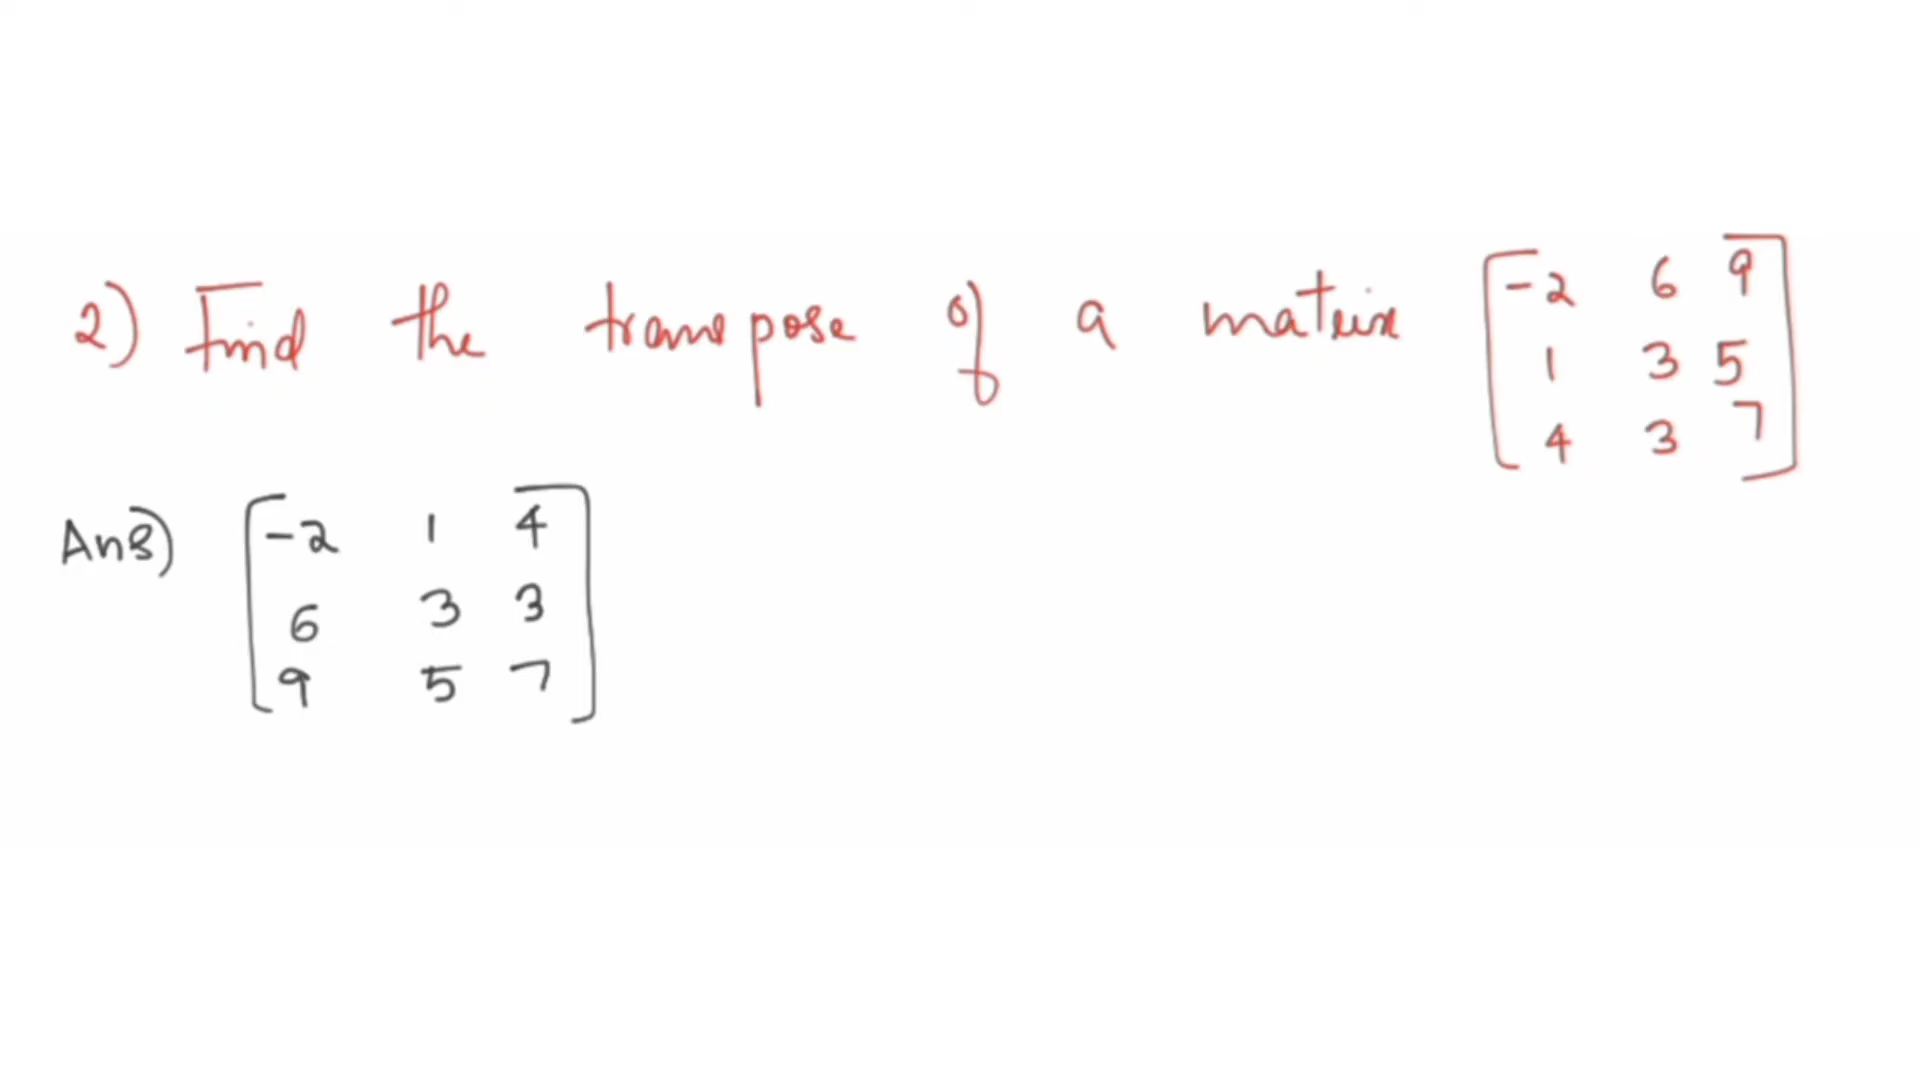 2) Find the transpose of a matrix [-2 6 9
1 3 5
4 3 7]
Ans) [-2 1 4
6 3 3
9 5 7]